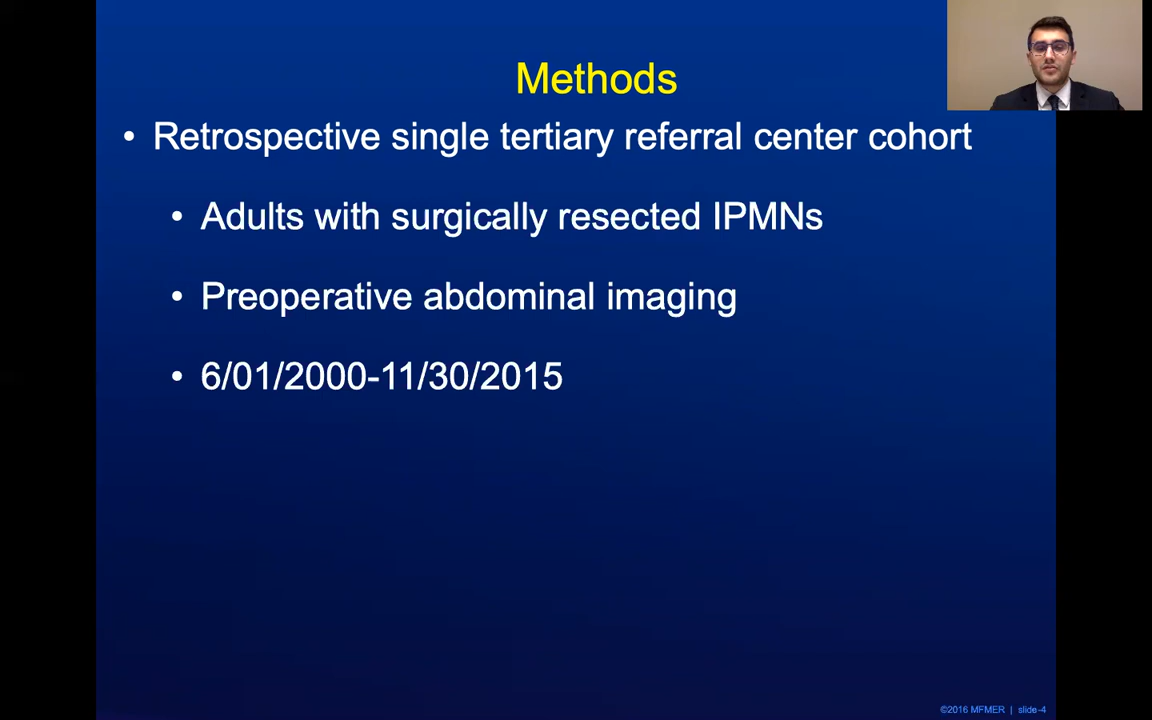 Methods
• Retrospective single tertiary referral center cohort
• Adults with surgically resected IPMNs
• Preoperative abdominal imaging
• 6/01/2000-11/30/2015
©2016 MFMER | slide-4